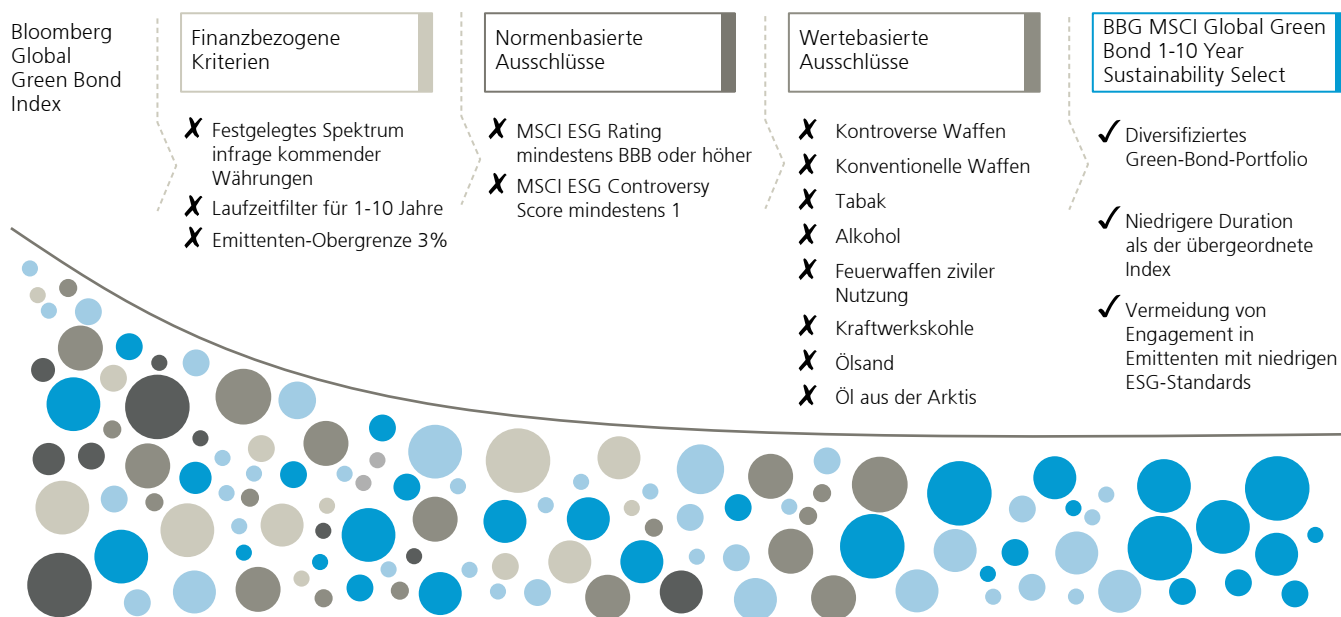 Bloomberg
Global
Green Bond
Index
Finanzbezogene
Kriterien
✗ Festgelegtes Spektrum
infrage kommender
Währungen
✗ Laufzeitfilter für 1-10 Jahre
✗ Emittenten-Obergrenze 3%
Normenbasierte
Ausschlüsse
✗ MSCI ESG Rating
mindestens BBB oder höher
✗ MSCI ESG Controversy
Score mindestens 1
Wertebasierte
Ausschlüsse
✗ Kontroverse Waffen
✗ Konventionelle Waffen
✗ Tabak
✗ Alkohol
✗ Feuerwaffen ziviler
Nutzung
✗ Kraftwerkskohle
✗ Ölsand
✗ Öl aus der Arktis
BBG MSCI Global Green
Bond 1-10 Year
Sustainability Select
✓ Diversifiziertes
Green-Bond-Portfolio
✓ Niedrigere Duration
als der übergeordnete
Index
✓ Vermeidung von
Engagement in
Emittenten mit niedrigen
ESG-Standards